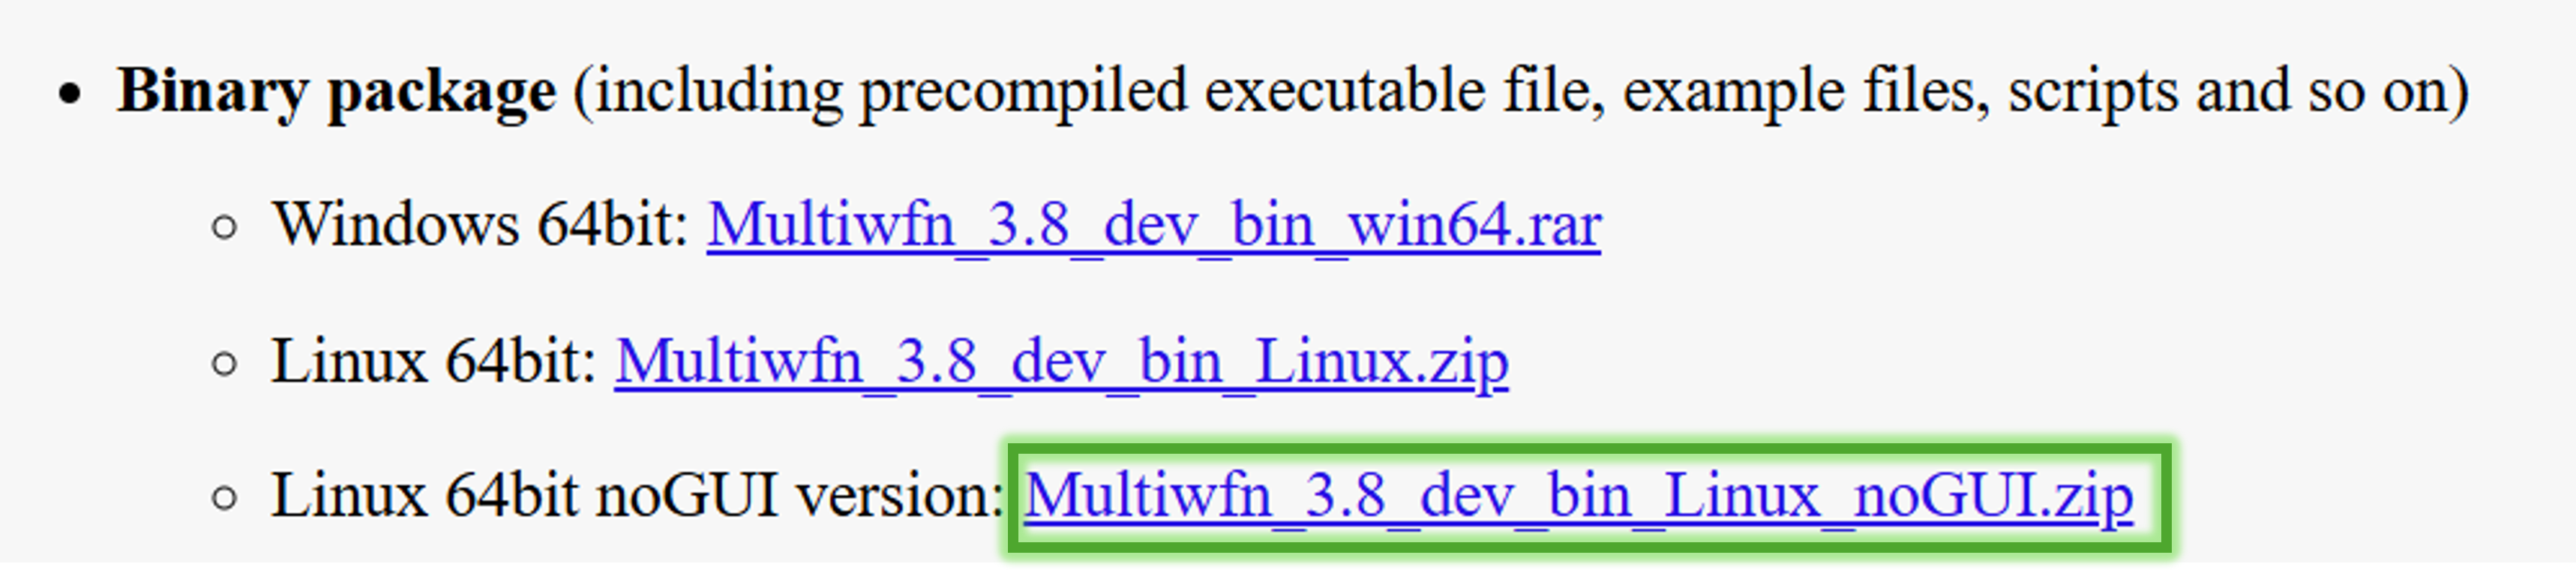 Binary package (including precompiled executable file, example files, scripts and so on)
Windows 64bit: Multiwfn_3.8_dev_bin_win64.rar
Linux 64bit: Multiwfn_3.8_dev_bin_Linux.zip
Linux 64bit noGUI version: Multiwfn_3.8_dev_bin_Linux_noGUI.zip